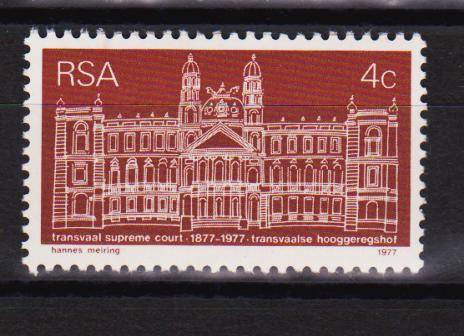 RSA 4c
transvaal supreme court · 1877-1977 · transvaalse hooggeregshof
hannes meiring 1977